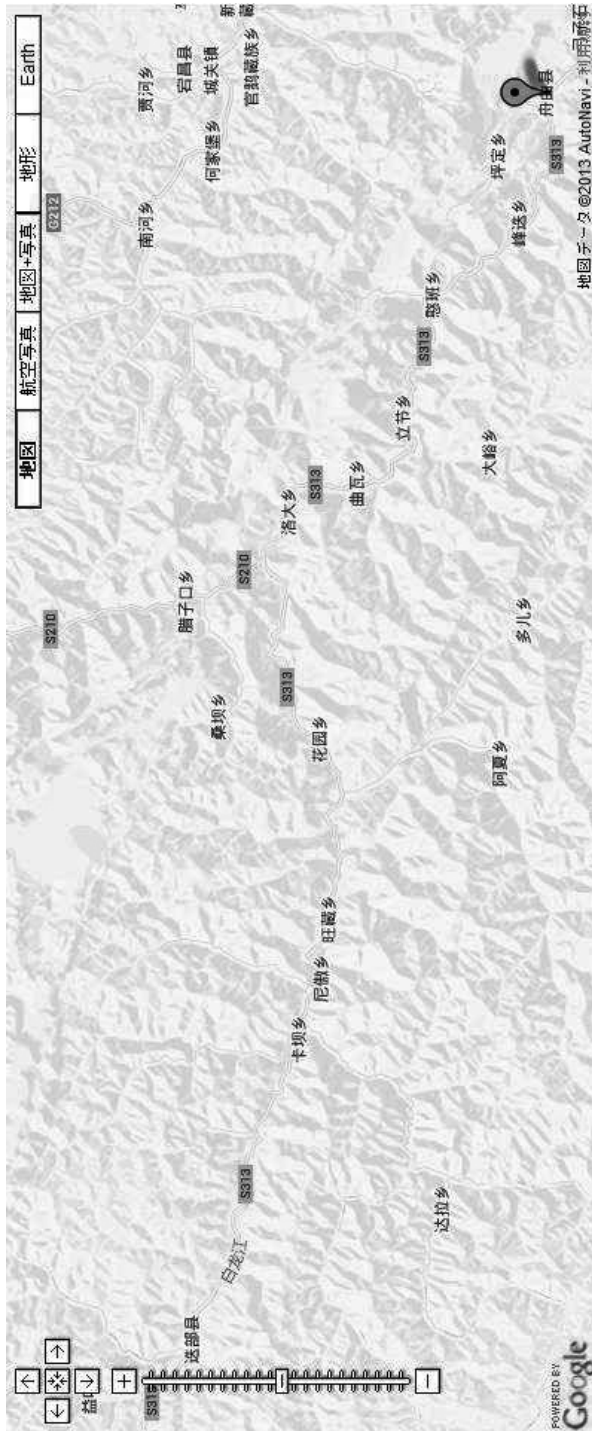 地図
航空写真
地図+写真
地形
Earth
G212
贾河乡
宕昌县
城关镇
官鹅藏族乡
何家堡乡
南河乡
S210
腊子口乡
S210
桑坝乡
洛大乡
S313
曲瓦乡
立节乡
S313
憨班乡
坪定乡
峰迭乡
S313
舟曲县
大峪乡
S313
花园乡
多儿乡
阿夏乡
旺藏乡
尼傲乡
卡坝乡
S313
白龙江
迭部县
达拉乡
POWERED BY
Google
地図データ ©2013 AutoNavi -